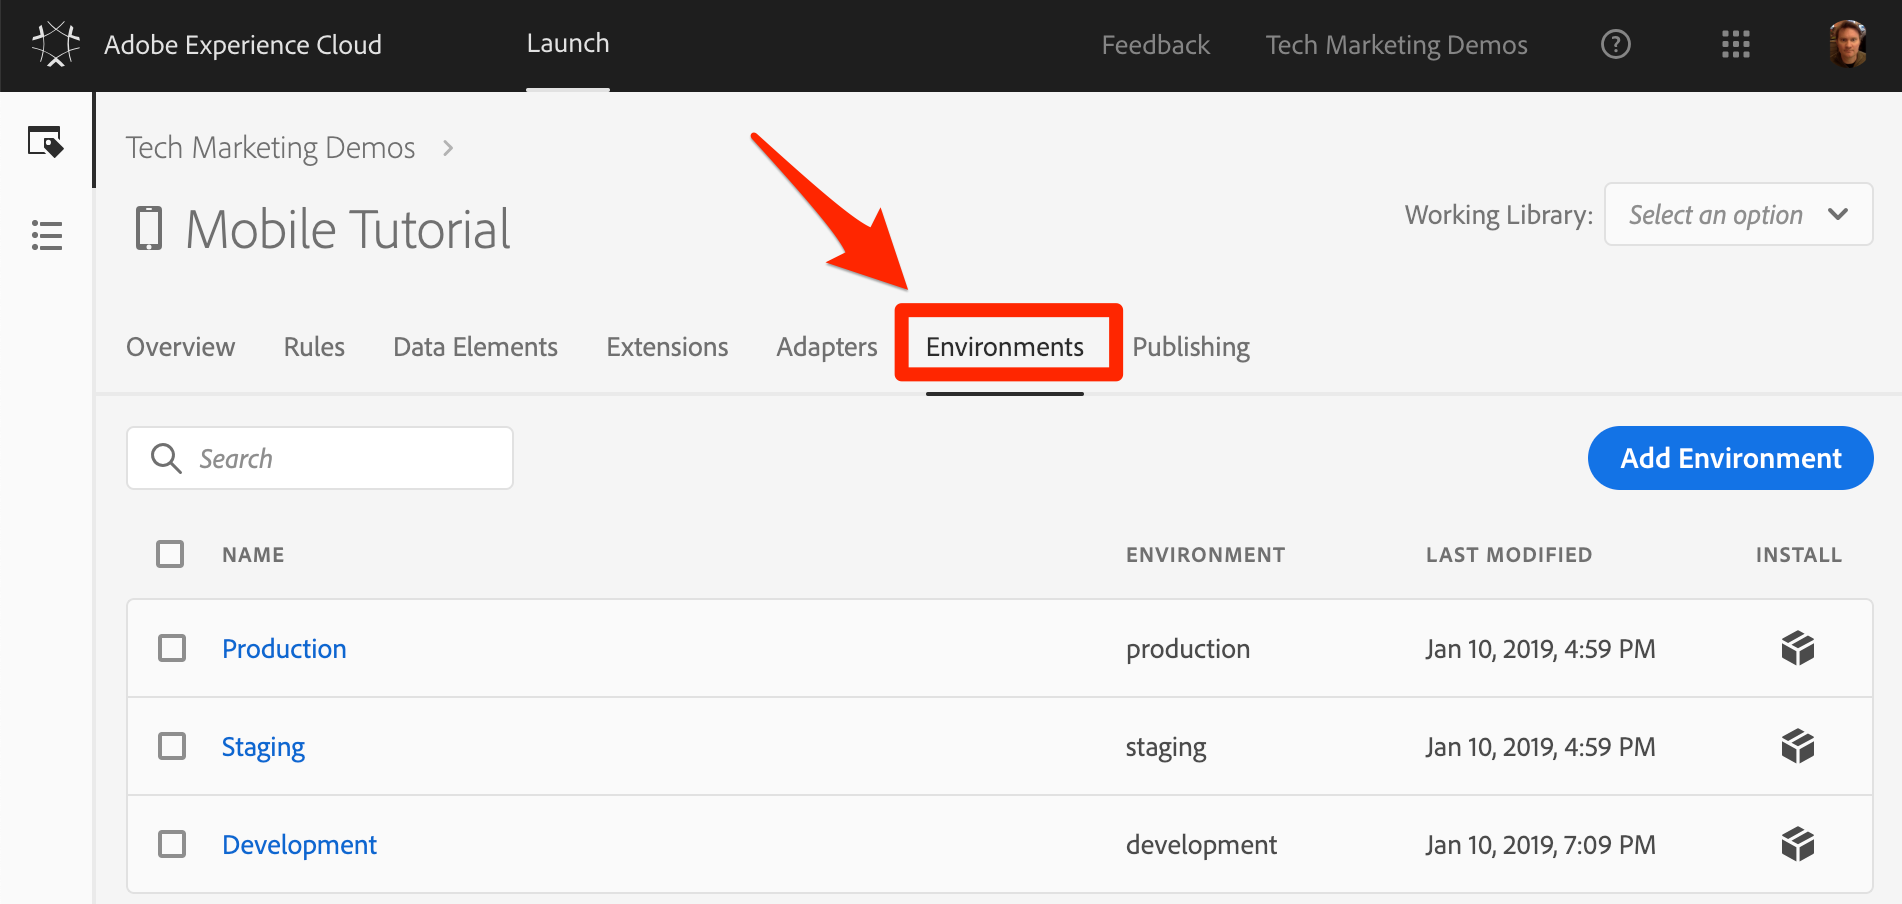 Adobe Experience Cloud Launch Feedback Tech Marketing Demos ?
Tech Marketing Demos >
Mobile Tutorial
Working Library: Select an option
Overview Rules Data Elements Extensions Adapters Environments Publishing
Search Add Environment
NAME ENVIRONMENT LAST MODIFIED INSTALL
Production production Jan 10, 2019, 4:59 PM
Staging staging Jan 10, 2019, 4:59 PM
Development development Jan 10, 2019, 7:09 PM